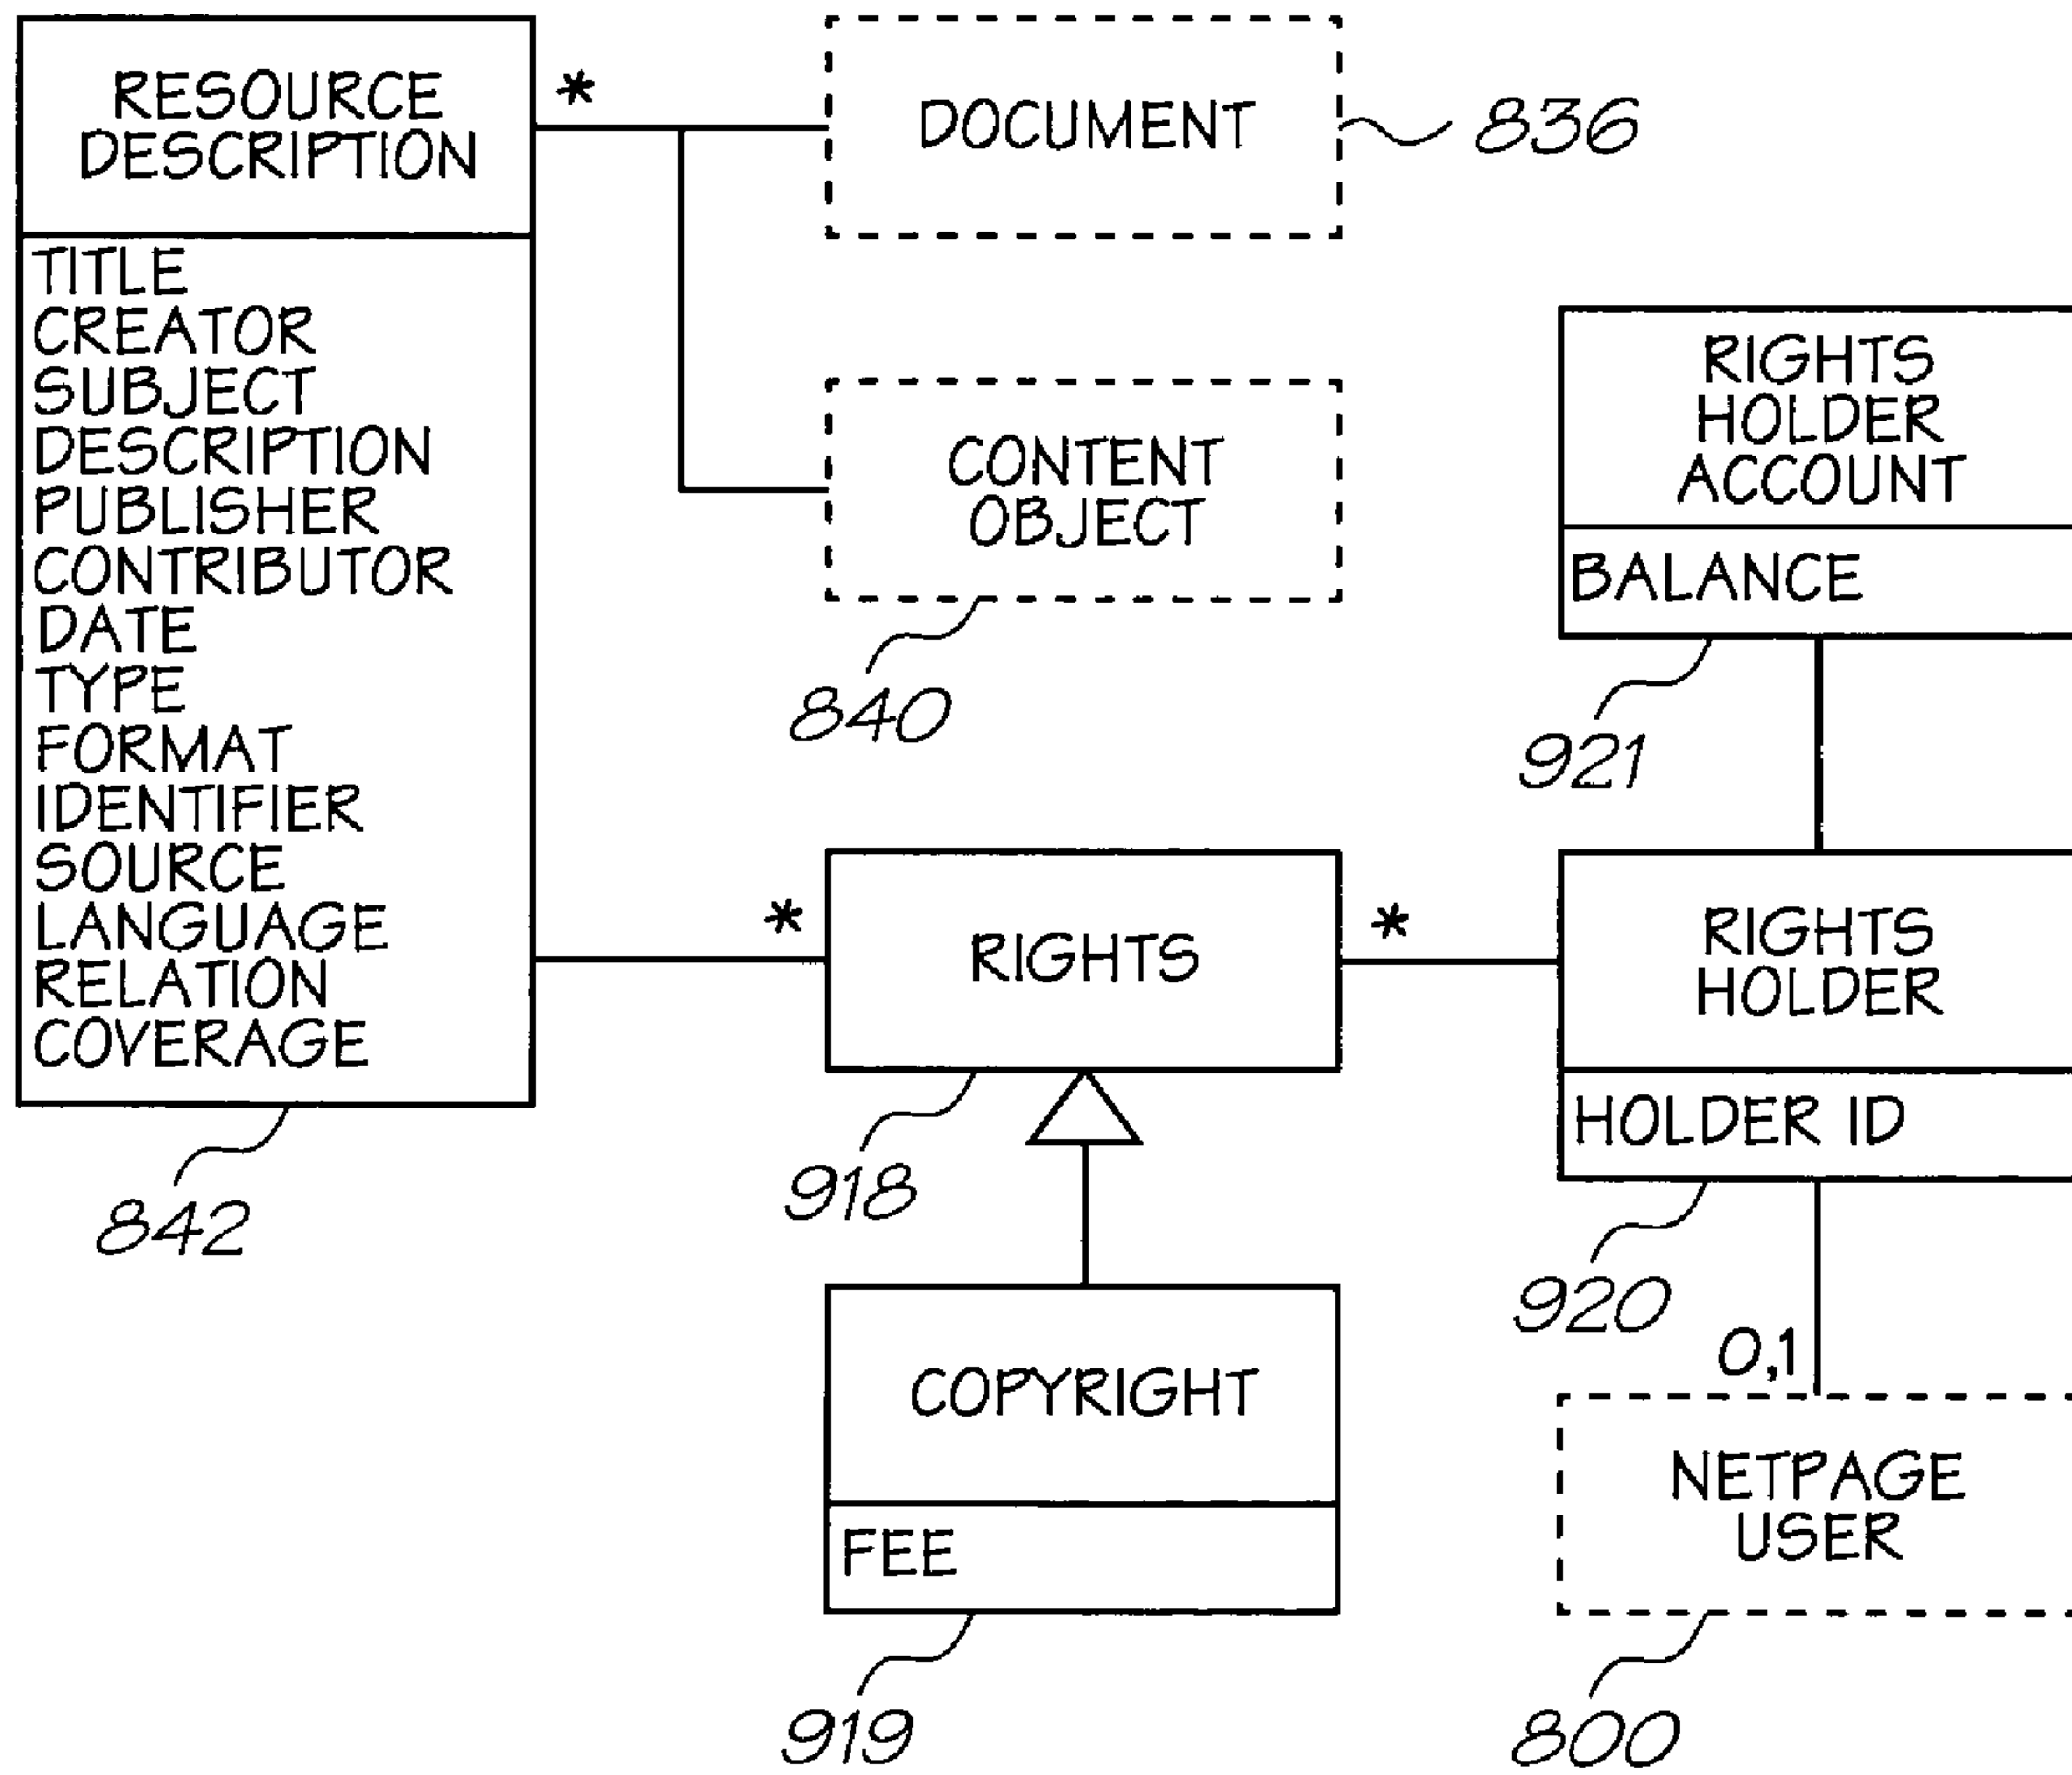 RESOURCE
DESCRIPTION
TITLE
CREATOR
SUBJECT
DESCRIPTION
PUBLISHER
CONTRIBUTOR
DATE
TYPE
FORMAT
IDENTIFIER
SOURCE
LANGUAGE
RELATION
COVERAGE
842
*
DOCUMENT
836
CONTENT
OBJECT
840
RIGHTS
HOLDER
ACCOUNT
BALANCE
921
*
RIGHTS
918
*
RIGHTS
HOLDER
HOLDER ID
920
COPYRIGHT
FEE
919
0,1
NETPAGE
USER
800